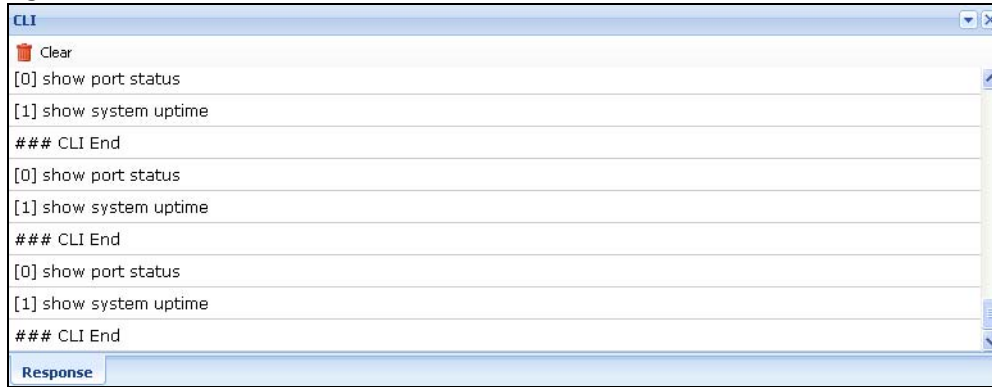 CLI
Clear
[0] show port status
[1] show system uptime
### CLI End
[0] show port status
[1] show system uptime
### CLI End
[0] show port status
[1] show system uptime
### CLI End
Response